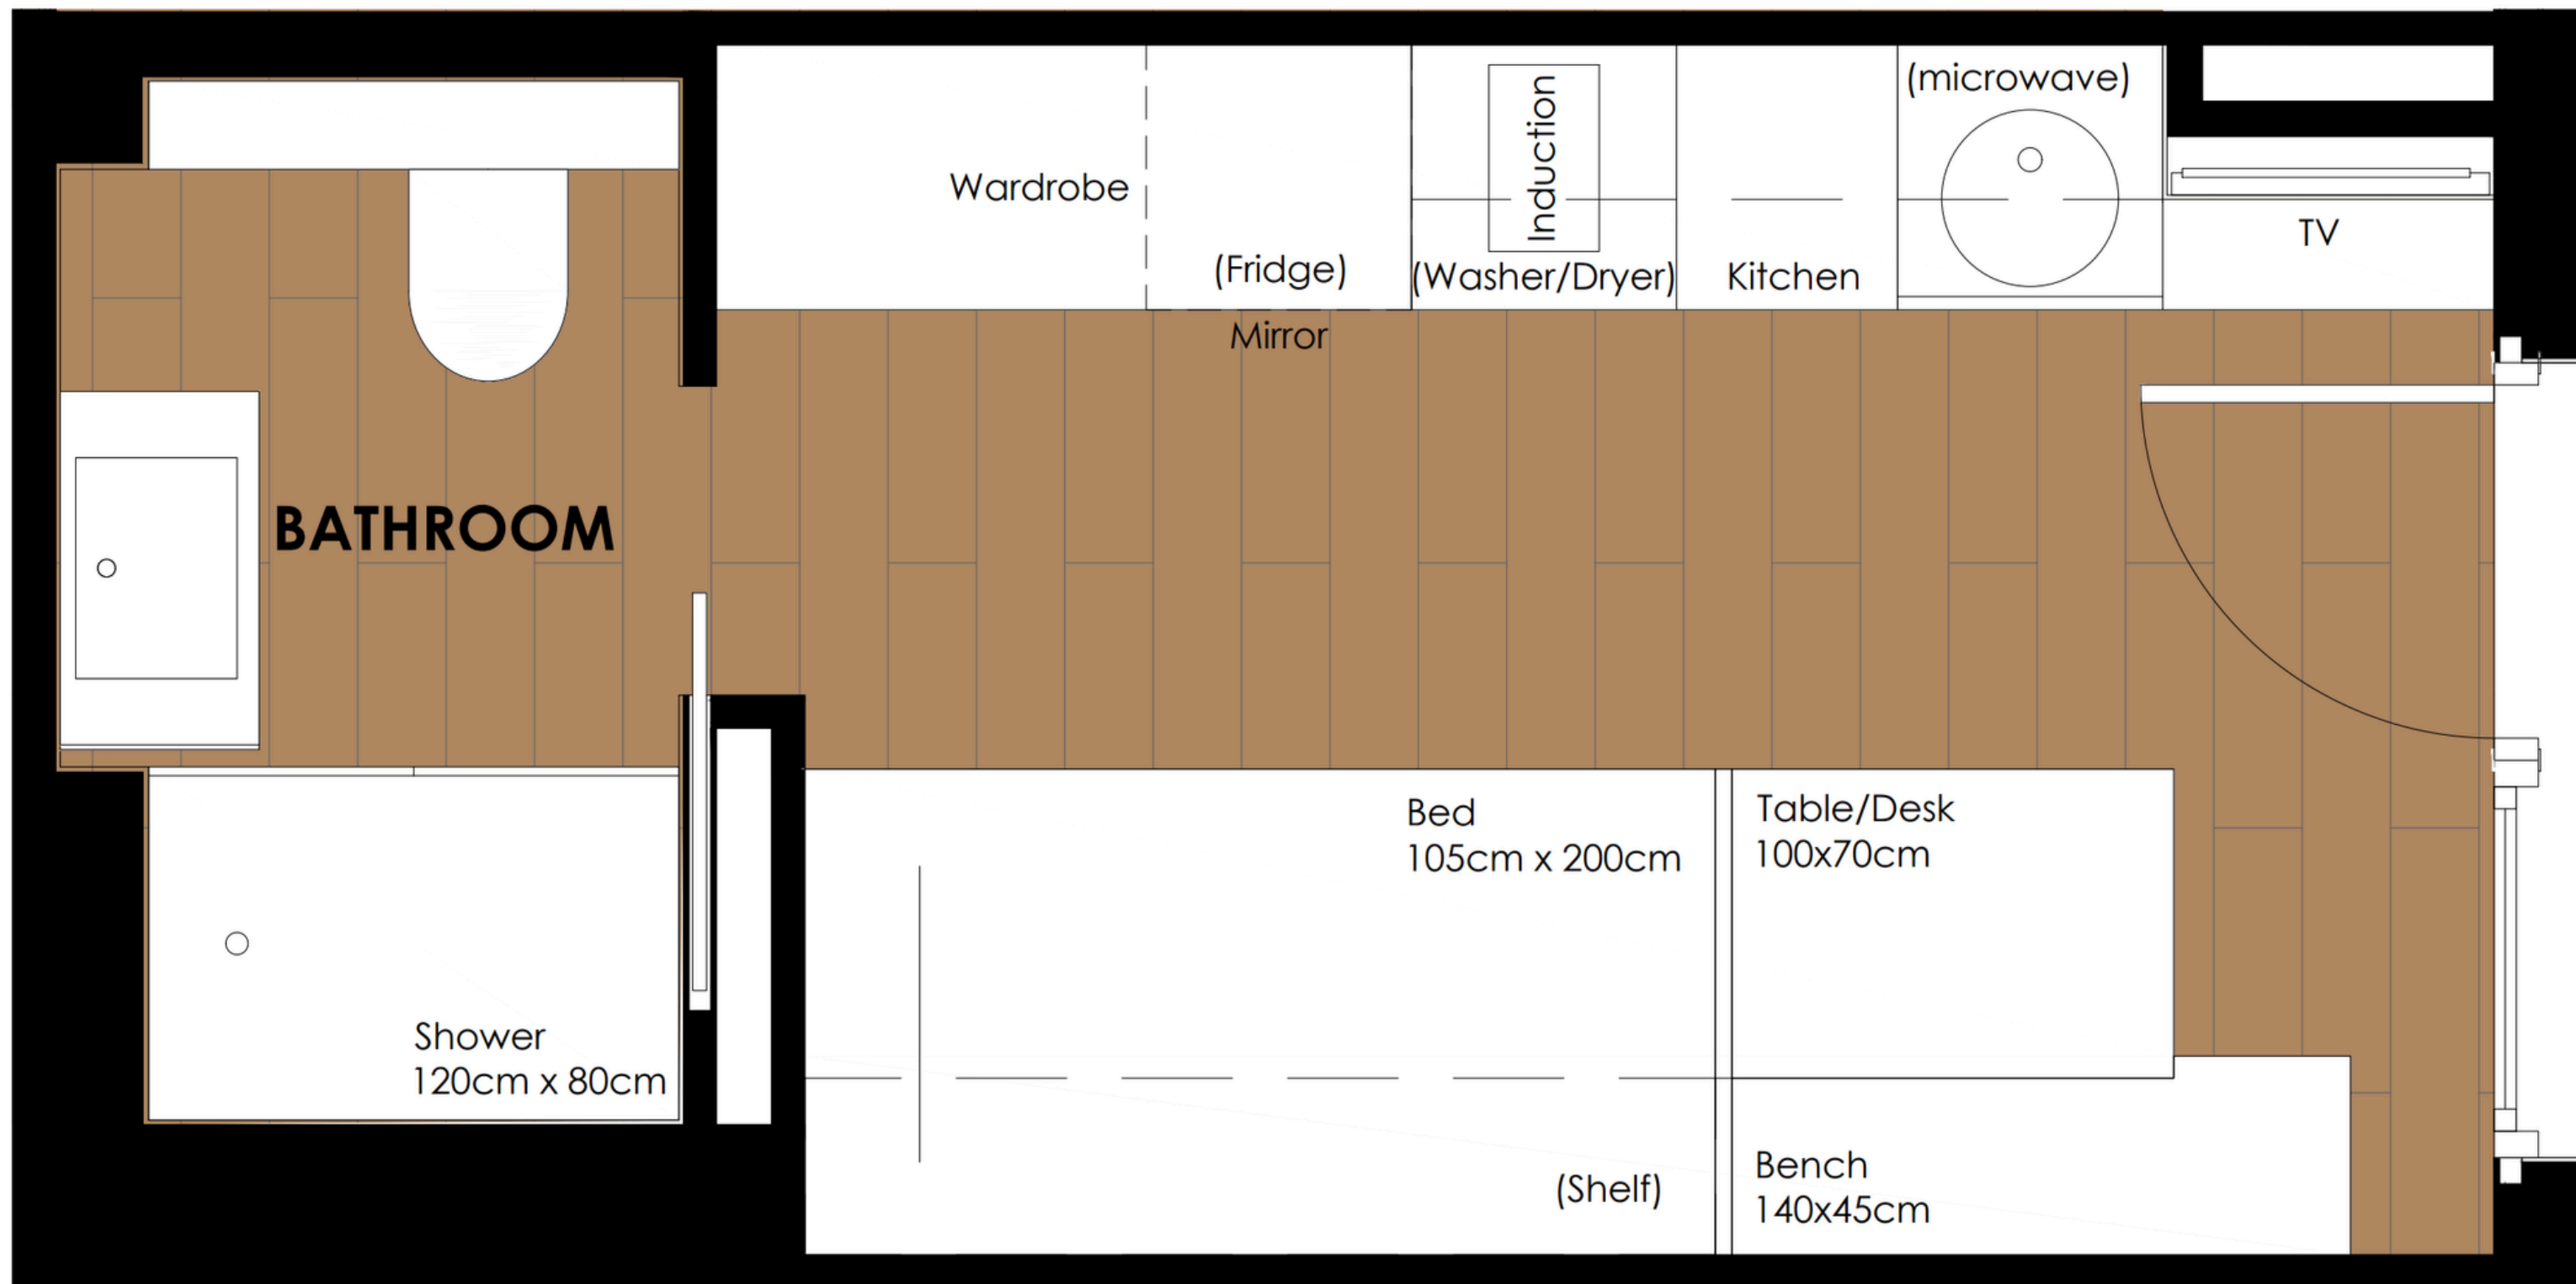 (microwave)
Induction
Wardrobe
TV
(Fridge)
(Washer/Dryer)
Kitchen
Mirror
BATHROOM
Bed
105cm x 200cm
Table/Desk
100x70cm
Shower
120cm x 80cm
(Shelf)
Bench
140x45cm